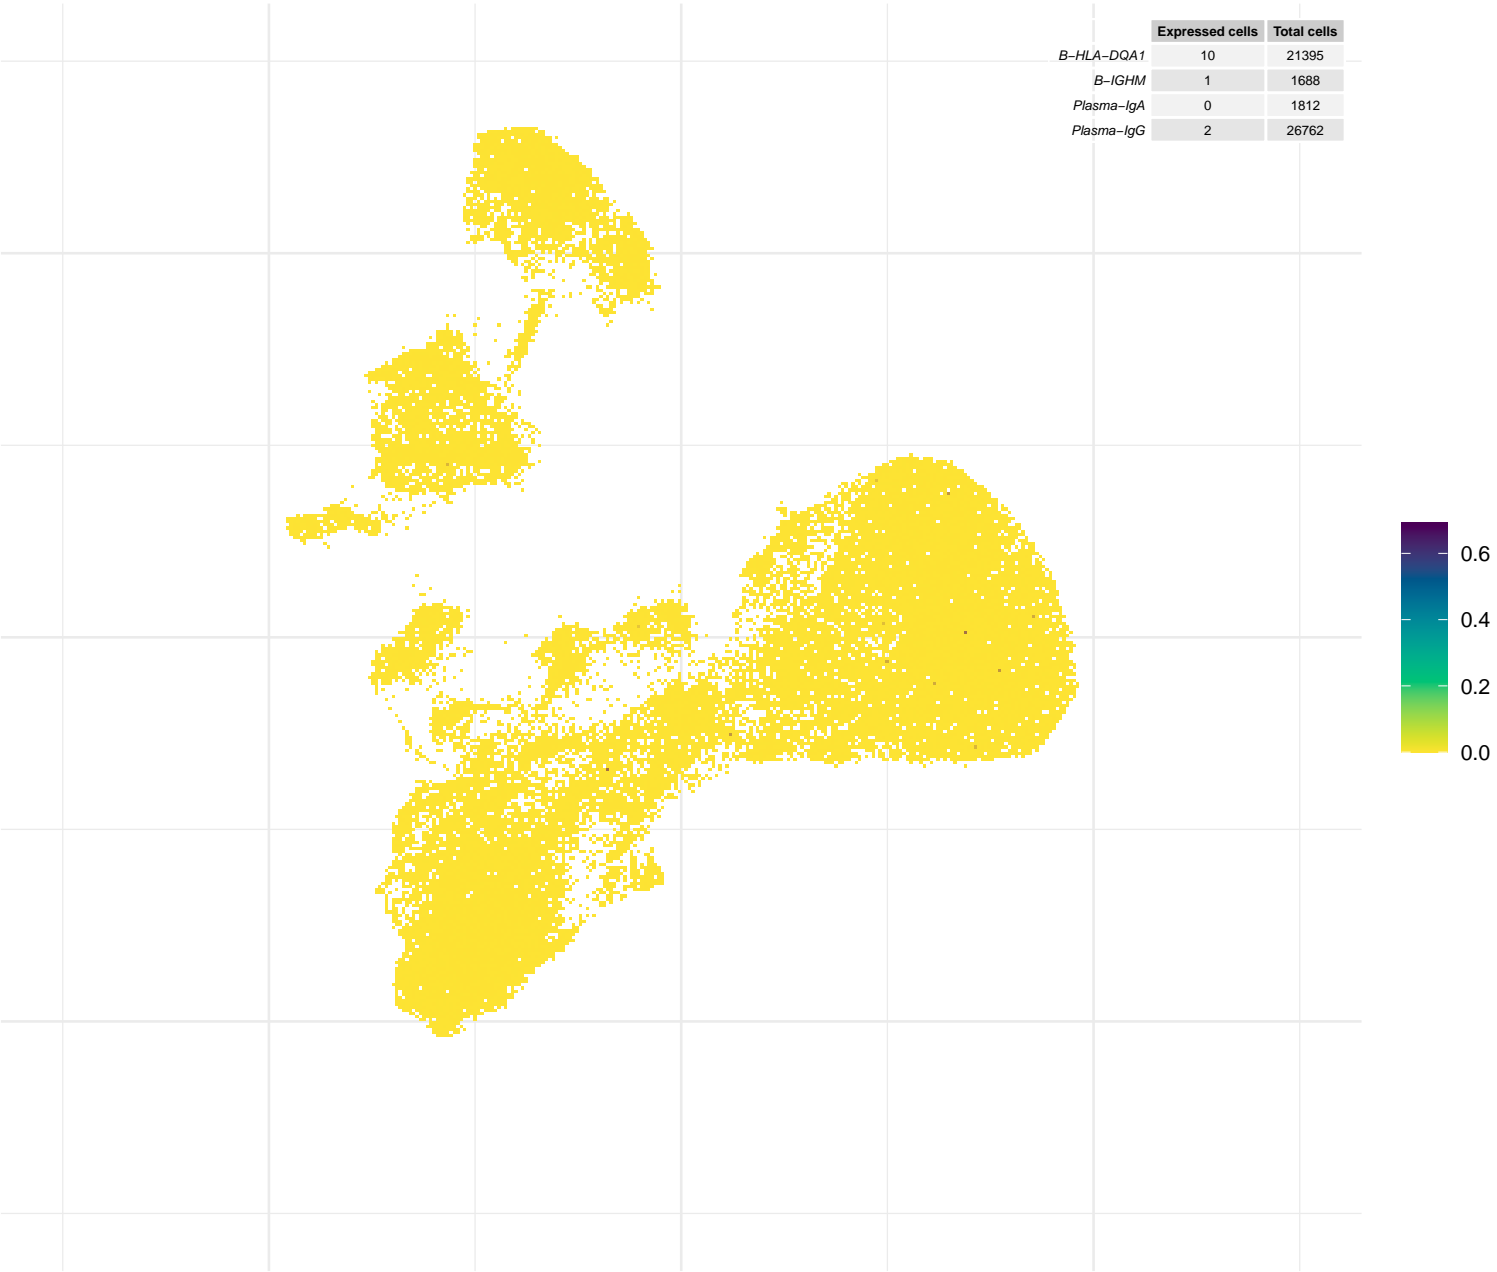 Expressed cells Total cells
B−HLA−DQA1 10 21395
B−IGHM 1 1688
Plasma−IgA 0 1812
Plasma−IgG 2 26762
0.6
0.4
0.2
0.0